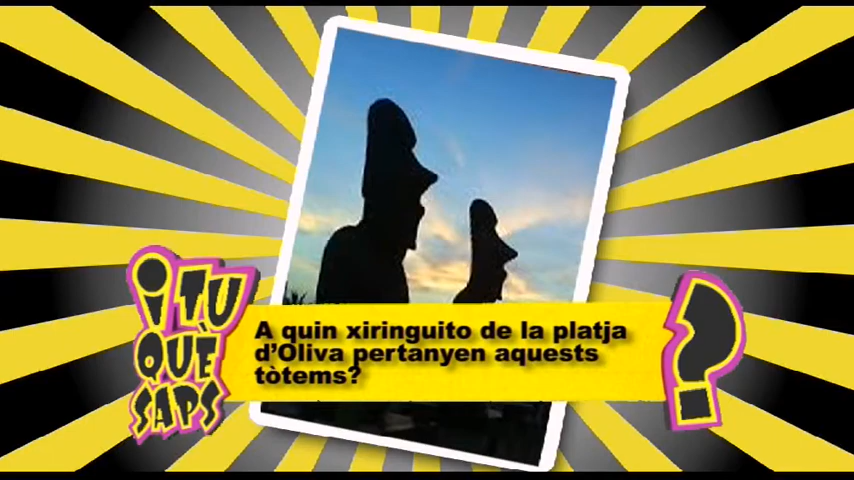 i TU
QUÈ
SAPS
A quin xiringuito de la platja
d'Oliva pertanyen aquests
tòtems?
?